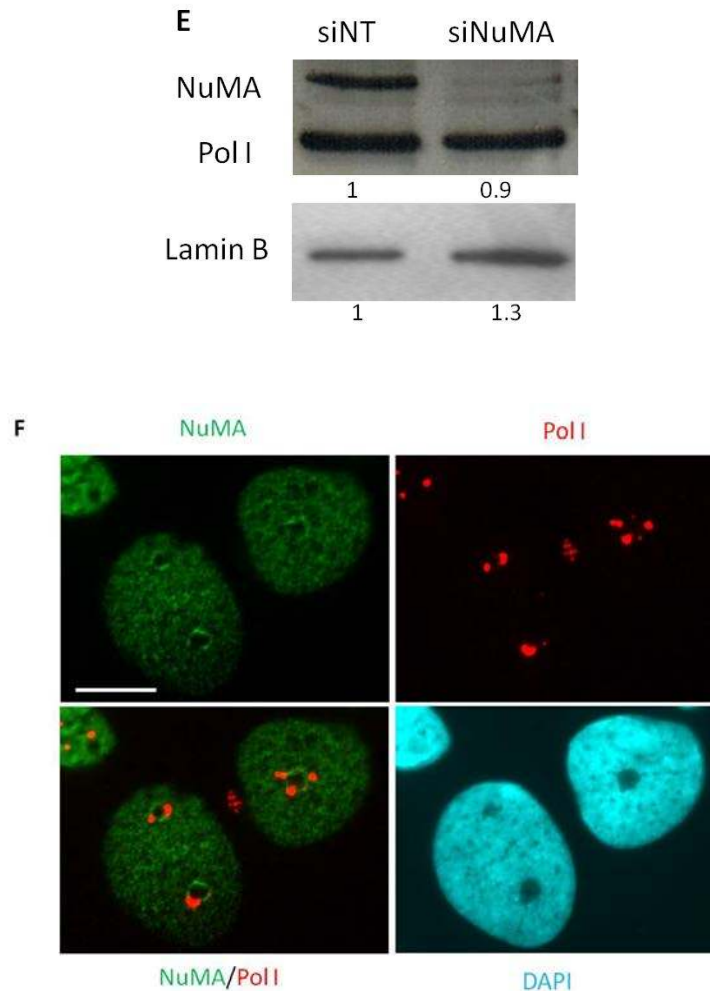 E
siNT siNuMA
NuMA
Pol I
1 0.9
Lamin B
1 1.3
F
NuMA Pol I
NuMA/Pol I DAPI